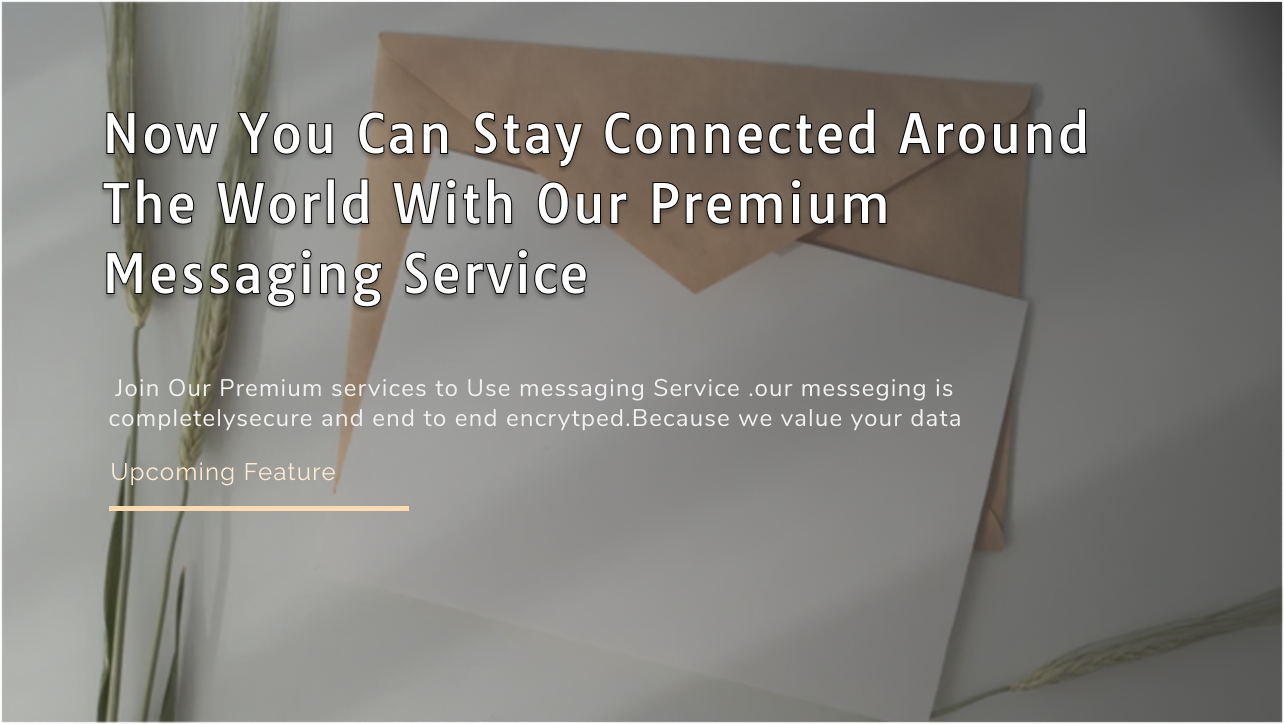 Now You Can Stay Connected Around
The World With Our Premium
Messaging Service
Join Our Premium services to Use messaging Service .our messeging is
completelysecure and end to end encrytped.Because we value your data
Upcoming Feature